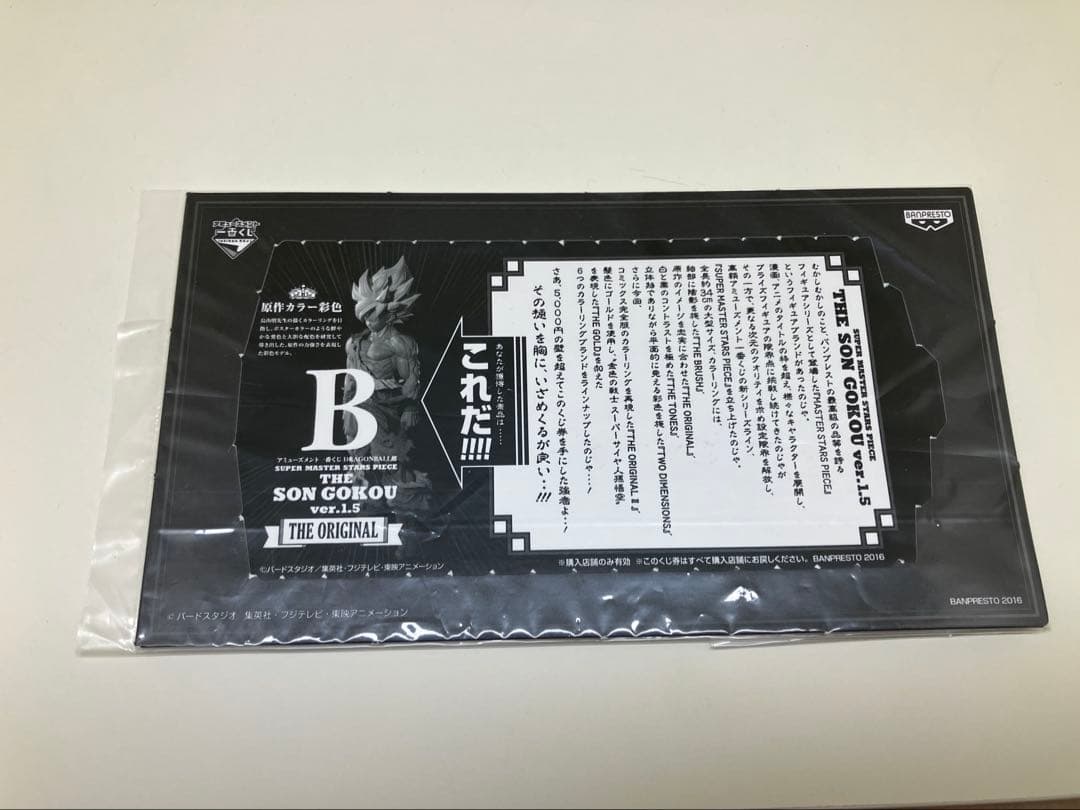 アミューズメント
一番くじ
BANPRESTO
原作カラー彩色
B
アミューズメント 一番くじ DRAGONBALL超
SUPER MASTER STARS PIECE
THE
SON GOKOU
ver.1.5
THE ORIGINAL
©バードスタジオ／集英社・フジテレビ・東映アニメーション
あなたが獲得した景品は……
これだ!!!!
SUPER MASTER STARS PIECE
THE SON GOKOU ver.1.5
むかしむかしのこと、バンプレストの最高級の品質を誇る
フィギュアシリーズとして登場した『MASTER STARS PIECE』
というフィギュアブランドがあったのじゃ。
漫画、アニメのタイトルの枠を超え、様々なキャラクターを展開し、
プライズフィギュアの限界点に挑戦し続けてきたのじゃが
その一方で、更なる次元のクオリティを求め設定限界を解放し、
高額アミューズメント一番くじの新シリーズライン
『SUPER MASTER STARS PIECE』を立ち上げたのじゃ。
全長約34cmの大型サイズ、カラーリングには、
細部に陰影を施した『THE BRUSH』、
原作のイメージを忠実に合わせた『THE ORIGINAL』、
白と黒のコントラストを極めた『THE TONES』、
立体物でありながら平面的に見える彩色を施した『TWO DIMENSIONS』、
さらに今回、
コミックス完全版のカラーリングを再現した『THE ORIGINAL Ⅱ』、
髪色にゴールドを使用し、"金色の戦士 スーパーサイヤ人孫悟空"
を表現した『THE GOLD』を加えた
6つのカラーリングブランドをラインナップしたのじゃ…！
さあ、5000円の壁を超えてこのくじ券を手にした強者よ…！
その想いを胸に、いざめくるが良い…!!!
※購入店舗のみ有効 ※このくじ券はすべて購入店舗にお戻しください。 BANPRESTO 2016
©バードスタジオ 集英社・フジテレビ・東映アニメーション
BANPRESTO 2016